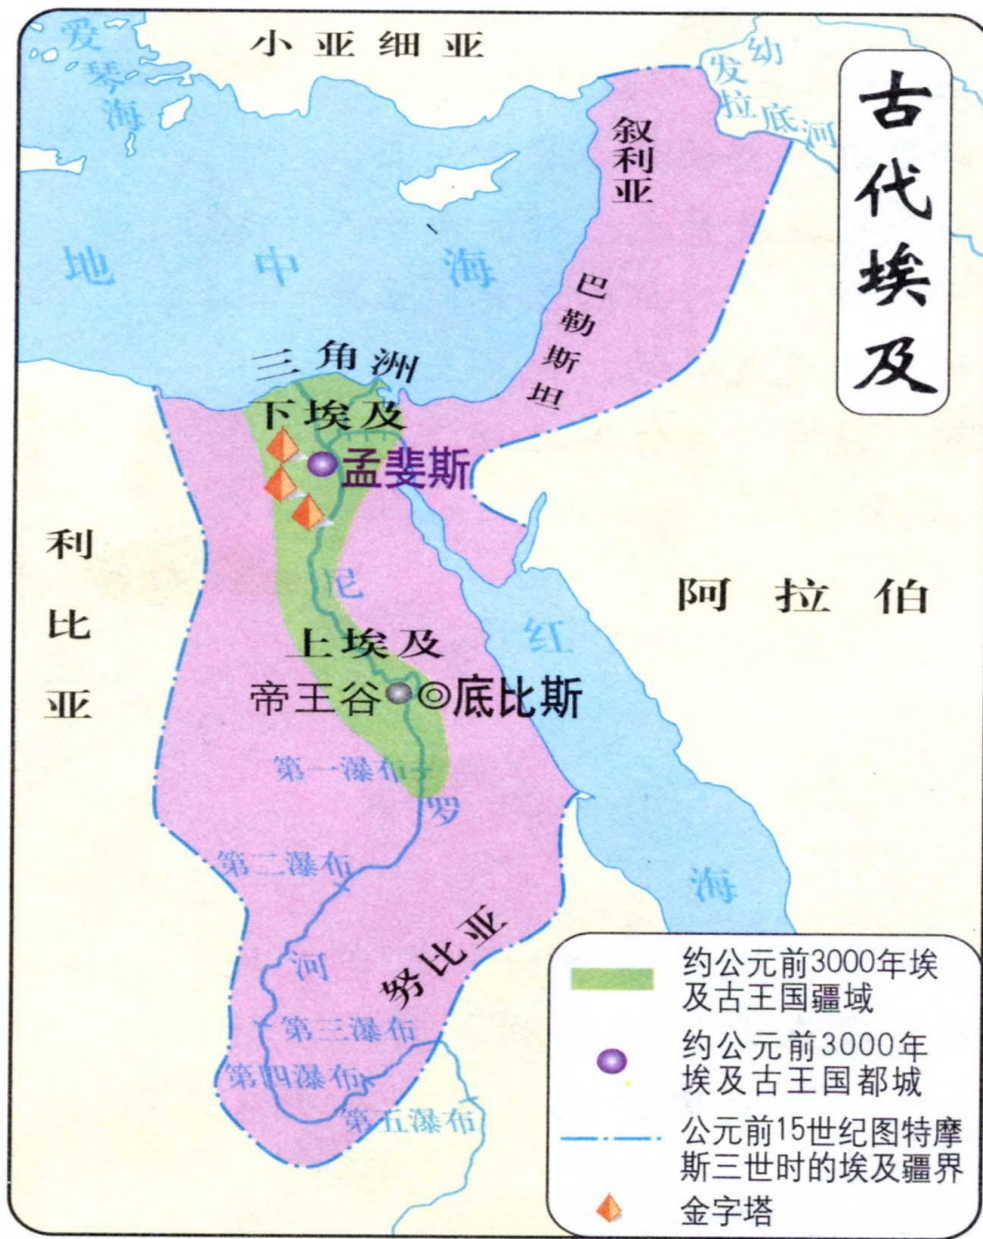 古代埃及
小亚细亚
爱琴海
幼
发拉底河
叙利亚
地中海
巴勒斯坦
三角洲
下埃及
孟斐斯
利比亚
尼罗河
阿拉伯
红海
上埃及
帝王谷
底比斯
第一瀑布
第二瀑布
努比亚
第三瀑布
第四瀑布
第五瀑布
约公元前3000年埃
及古王国疆域
约公元前3000年
埃及古王国都城
公元前15世纪图特摩
斯三世时的埃及疆界
金字塔